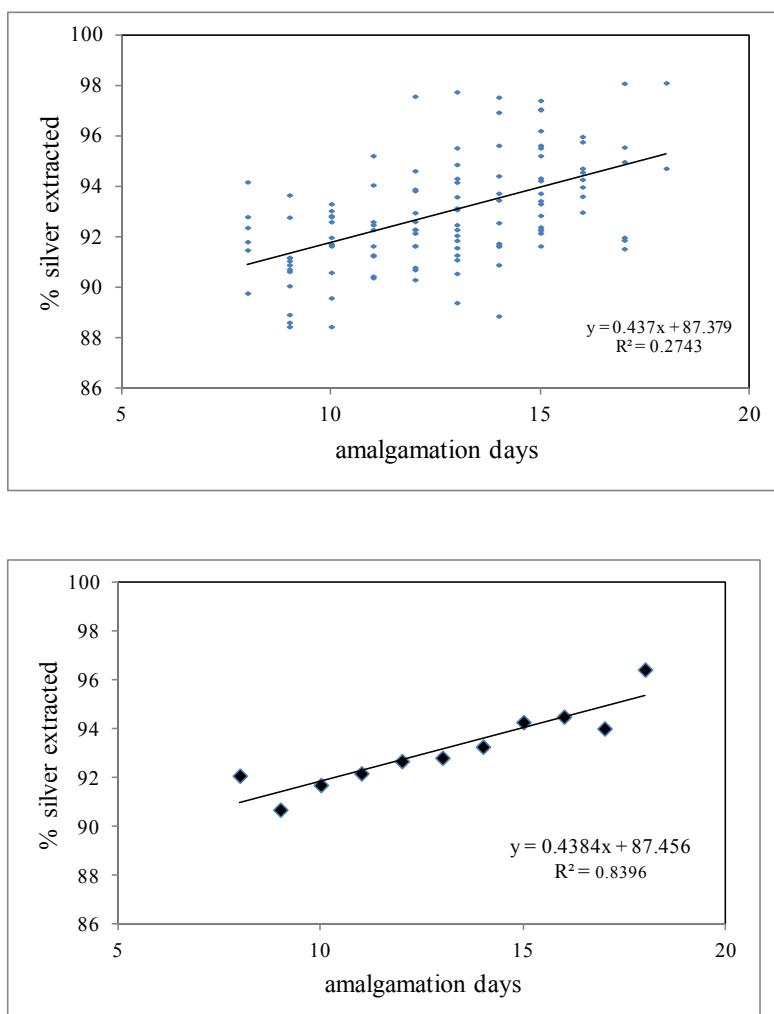 100
98
96
94
92
90
88
86
% silver extracted
y = 0.437x + 87.379
R² = 0.2743
5 10 15 20
amalgamation days
100
98
96
94
92
90
88
86
% silver extracted
y = 0.4384x + 87.456
R² = 0.8396
5 10 15 20
amalgamation days